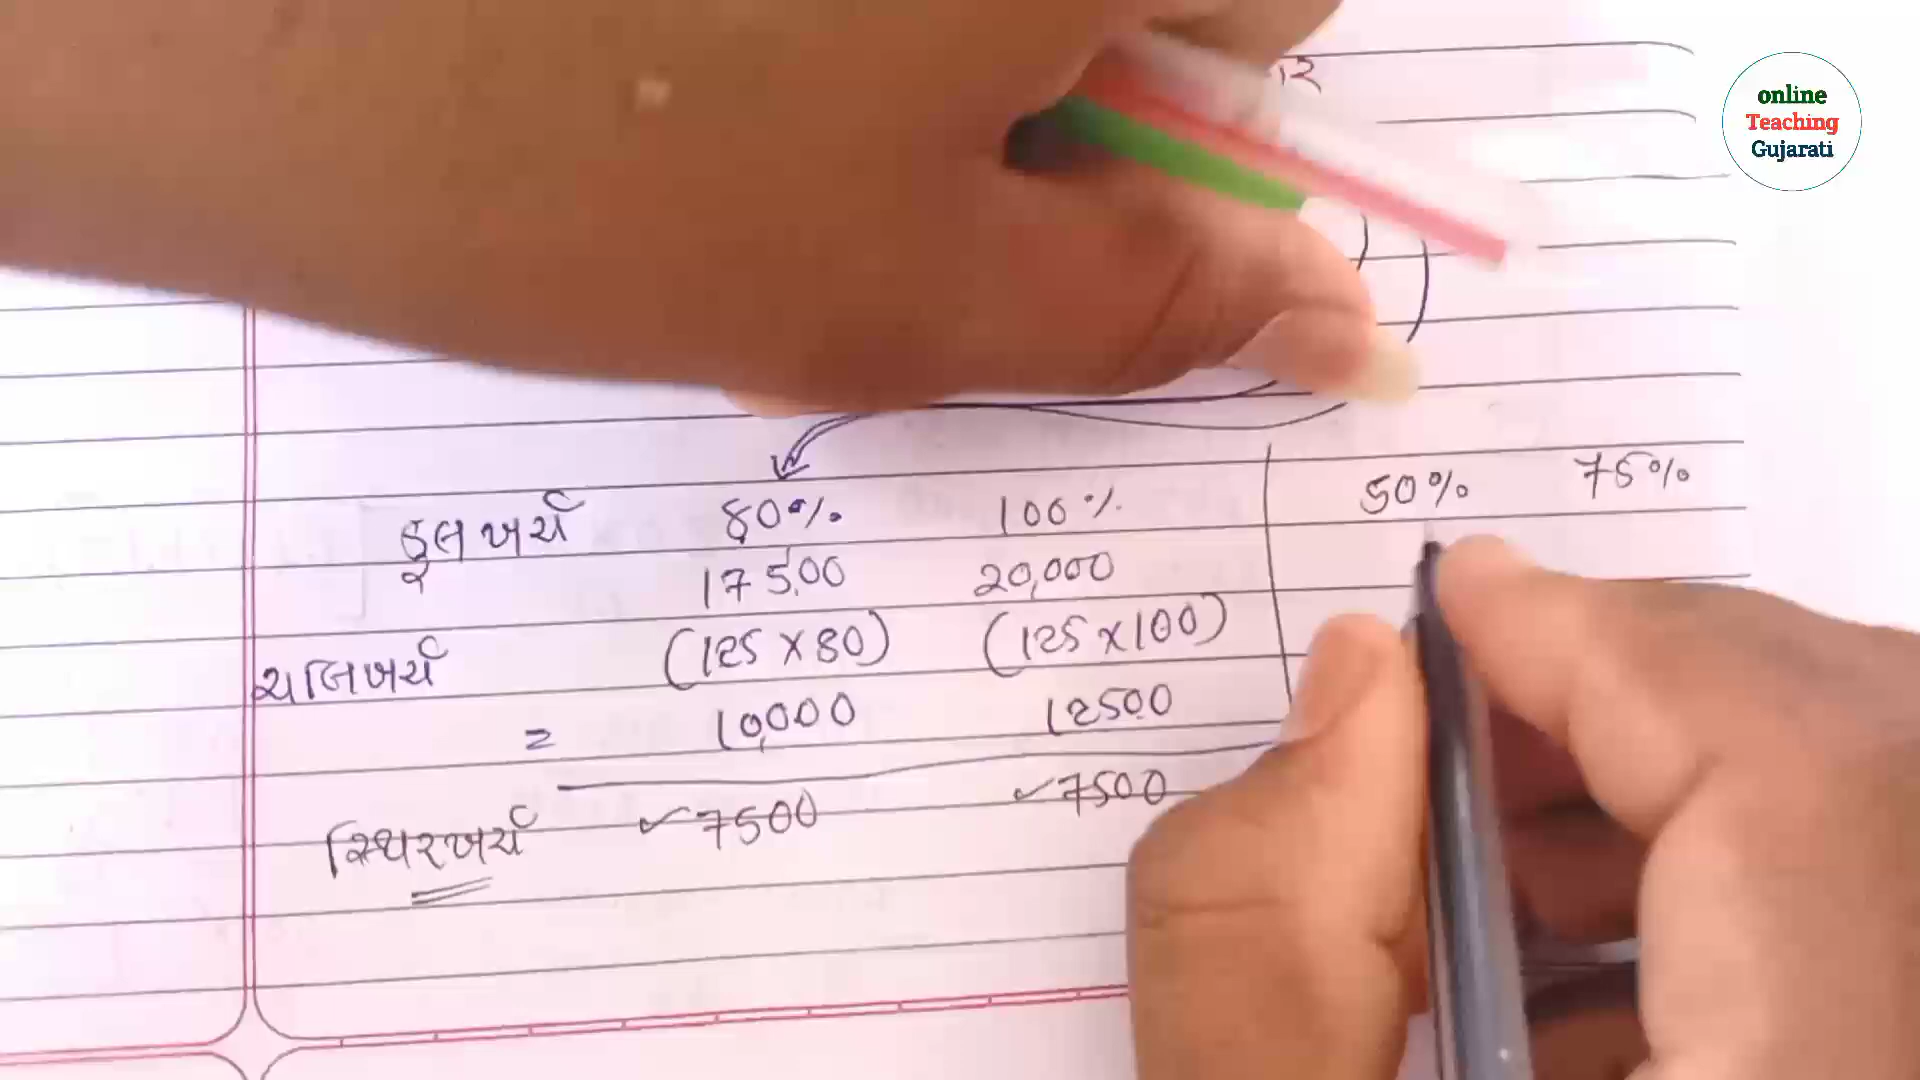 online
Teaching
Gujarati
કુલ ખર્ચ 80% 100% 50% 75%
17500 20,000
ચલિખર્ચ (125 x 80) (125 x 100)
= 10,000 12500
સ્થિરખર્ચ ✓7500 ✓7500